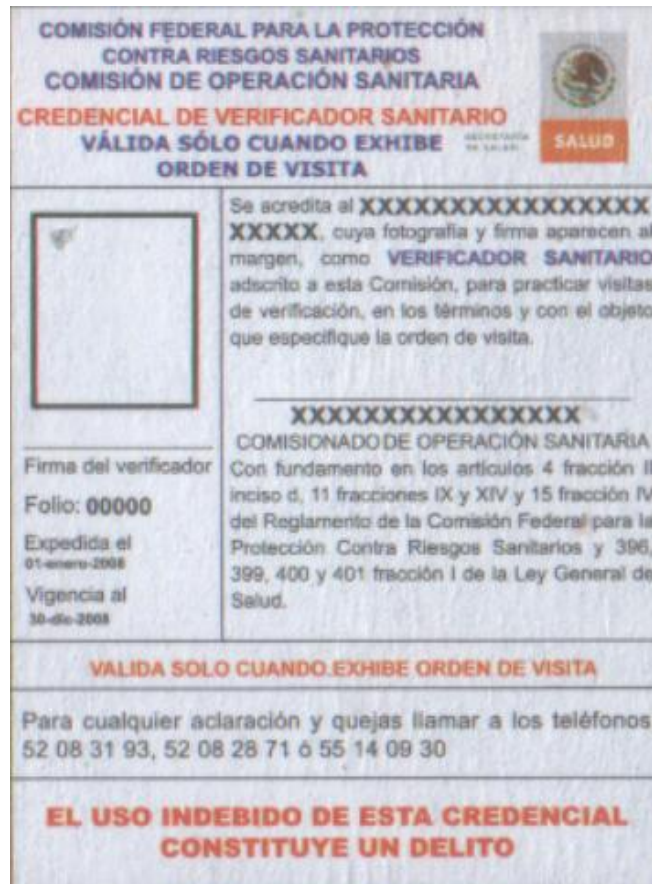 COMISIÓN FEDERAL PARA LA PROTECCIÓN
CONTRA RIESGOS SANITARIOS
COMISIÓN DE OPERACIÓN SANITARIA
CREDENCIAL DE VERIFICADOR SANITARIO
VÁLIDA SÓLO CUANDO EXHIBE
ORDEN DE VISITA
SECRETARÍA
DE SALUD
SALUD
Se acredita al XXXXXXXXXXXXXXXX
XXXXX, cuya fotografía y firma aparecen al
margen, como VERIFICADOR SANITARIO
adscrito a esta Comisión, para practicar visitas
de verificación, en los términos y con el objeto
que especifique la orden de visita.
XXXXXXXXXXXXXXXX
COMISIONADO DE OPERACIÓN SANITARIA
Con fundamento en los artículos 4 fracción II
inciso d, 11 fracciones IX y XIV y 15 fracción IV
del Reglamento de la Comisión Federal para la
Protección Contra Riesgos Sanitarios y 396,
399, 400 y 401 fracción I de la Ley General de
Salud.
Firma del verificador
Folio: 00000
Expedida el
01-enero-2008
Vigencia al
30-dic-2008
VALIDA SOLO CUANDO EXHIBE ORDEN DE VISITA
Para cualquier aclaración y quejas llamar a los teléfonos
52 08 31 93, 52 08 28 71 ó 55 14 09 30
EL USO INDEBIDO DE ESTA CREDENCIAL
CONSTITUYE UN DELITO